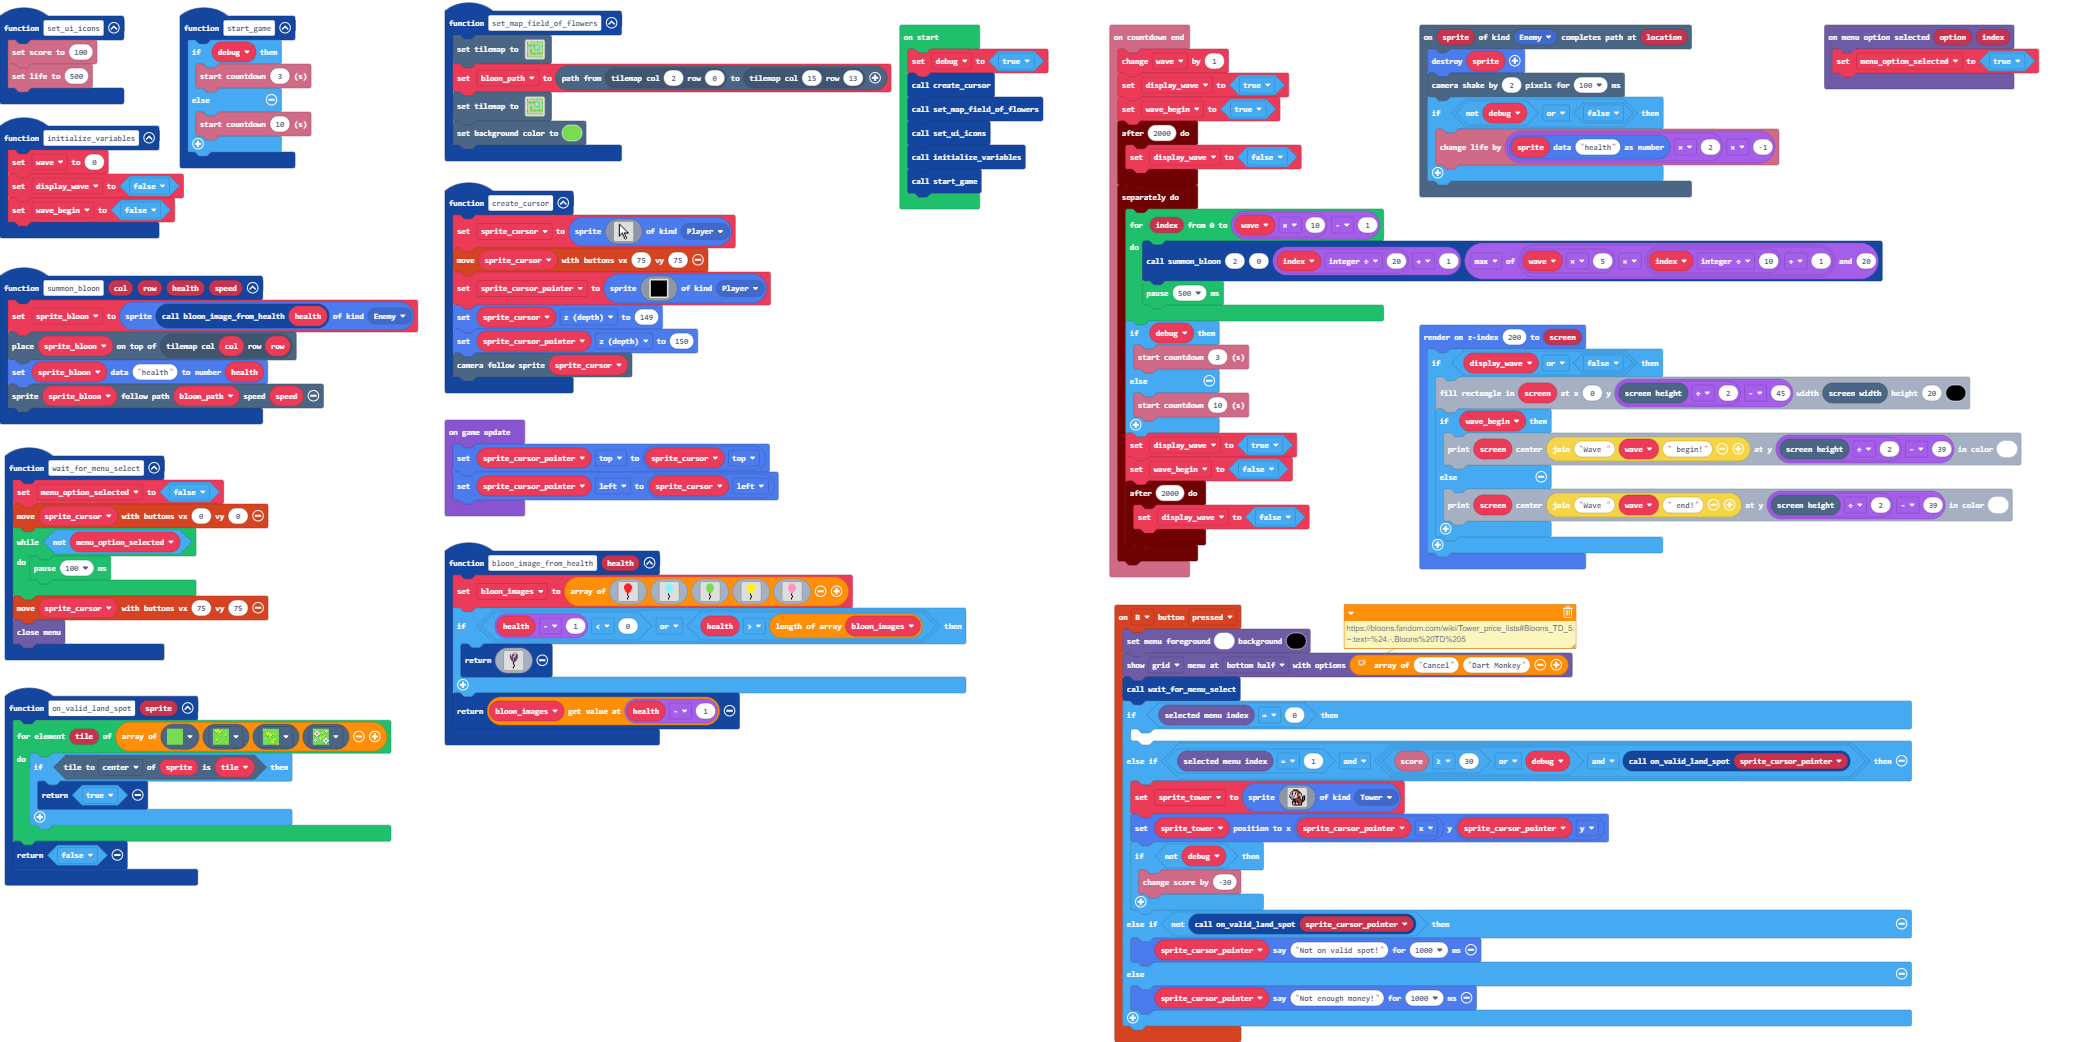 function set_ui_icons
set score to 100
set life to 500
function start_game
if debug then
start countdown 3 (s)
else
start countdown 10 (s)
function initialize_variables
set wave to 0
set display_wave to false
set wave_begin to false
function summon_bloon col row health speed
set sprite_bloon to sprite call bloon_image_from_health health of kind Enemy
place sprite_bloon on top of tilemap col col row row
set sprite_bloon data "health" to number health
sprite sprite_bloon follow path bloon_path speed speed
function wait_for_menu_select
set menu_option_selected to false
move sprite_cursor with buttons vx 0 vy 0
while not menu_option_selected
do pause 100 ms
move sprite_cursor with buttons vx 75 vy 75
close menu
function on_valid_land_spot sprite
for element tile of array of
do if tile to center of sprite is tile then
return true
return false
function set_map_field_of_flowers
set tilemap to
set bloon_path to path from tilemap col 2 row 0 to tilemap col 15 row 13
set tilemap to
set background color to
function create_cursor
set sprite_cursor to sprite of kind Player
move sprite_cursor with buttons vx 75 vy 75
set sprite_cursor_pointer to sprite of kind Player
set sprite_cursor z (depth) to 149
set sprite_cursor_pointer z (depth) to 150
camera follow sprite sprite_cursor
on game update
set sprite_cursor_pointer top to sprite_cursor top
set sprite_cursor_pointer left to sprite_cursor left
function bloon_image_from_health health
set bloon_images to array of
if health - 1 < 0 or health > length of array bloon_images then
return
return bloon_images get value at health - 1
on start
set debug to true
call create_cursor
call set_map_field_of_flowers
call set_ui_icons
call initialize_variables
call start_game
on countdown end
change wave by 1
set display_wave to true
set wave_begin to true
after 2000 do
set display_wave to false
separately do
for index from 0 to wave × 10 - 1
do
call summon_bloon 2 0 index integer ÷ 20 + 1 max of wave × 5 × index integer ÷ 10 + 1 and 20
pause 500 ms
if debug then
start countdown 3 (s)
else
start countdown 10 (s)
set display_wave to true
set wave_begin to false
after 2000 do
set display_wave to false
on sprite of kind Enemy completes path at location
destroy sprite
camera shake by 2 pixels for 100 ms
if not debug or false then
change life by sprite data "health" as number × 2 × -1
on menu option selected option index
set menu_option_selected to true
render on z-index 200 to screen
if display_wave or false then
fill rectangle in screen at x 0 y screen height ÷ 2 - 45 width screen width height 20
if wave_begin then
print screen center join "Wave " wave " begin!" at y screen height ÷ 2 - 39 in color
else
print screen center join "Wave " wave " end!" at y screen height ÷ 2 - 39 in color
on B button pressed
https://bloons.fandom.com/wiki/Tower_price_lists#Bloons_TD_5:
~:text=%24.-,Bloons%20TD%205
set menu foreground background
show grid menu at bottom half with options array of "Cancel" "Dart Monkey"
call wait_for_menu_select
if selected menu index = 0 then
else if selected menu index = 1 and score ≥ 30 or debug and call on_valid_land_spot sprite_cursor_pointer then
set sprite_tower to sprite of kind Tower
set sprite_tower position to x sprite_cursor_pointer x y sprite_cursor_pointer y
if not debug then
change score by -30
else if not call on_valid_land_spot sprite_cursor_pointer then
sprite_cursor_pointer say "Not on valid spot!" for 1000 ms
else
sprite_cursor_pointer say "Not enough money!" for 1000 ms